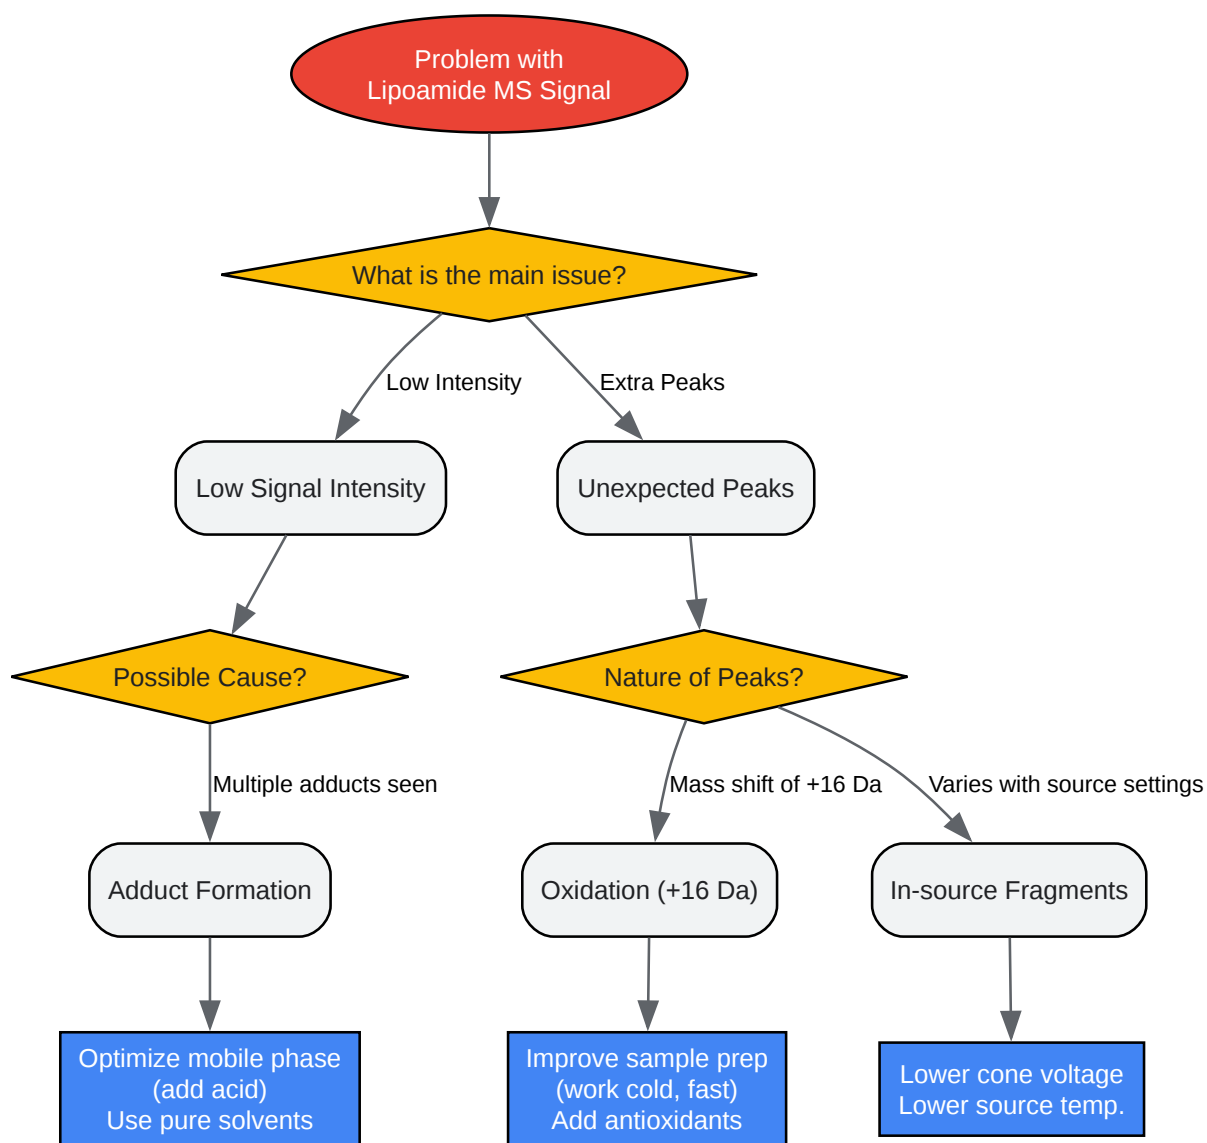 Problem with
Lipoamide MS Signal
What is the main issue?
Low Intensity
Extra Peaks
Low Signal Intensity
Unexpected Peaks
Possible Cause?
Nature of Peaks?
Multiple adducts seen
Mass shift of +16 Da
Varies with source settings
Adduct Formation
Oxidation (+16 Da)
In-source Fragments
Optimize mobile phase
(add acid)
Use pure solvents
Improve sample prep
(work cold, fast)
Add antioxidants
Lower cone voltage
Lower source temp.